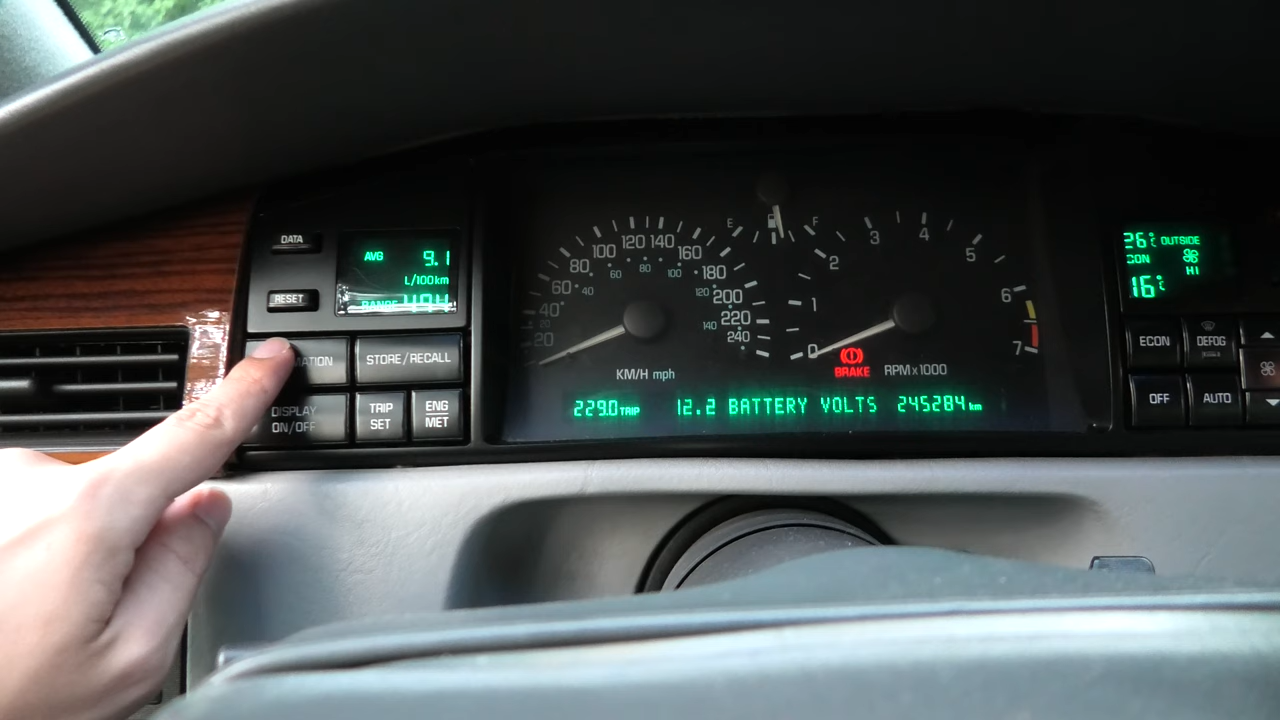 DATA
RESET
AVG 9.1
L/100km
RANGE 494
STORE/RECALL
DISPLAY
ON/OFF
TRIP
SET
ENG
MET
20
40
60
80
100
120
140
160
180
200
220
240
20
40
60
80
100
120
140
KM/H mph
E
F
0
1
2
3
4
5
6
7
BRAKE
RPMx1000
229.0 TRIP 12.2 BATTERY VOLTS 245284 km
26°C OUTSIDE
HI
16°C
ECON
DEFOG
OFF
AUTO